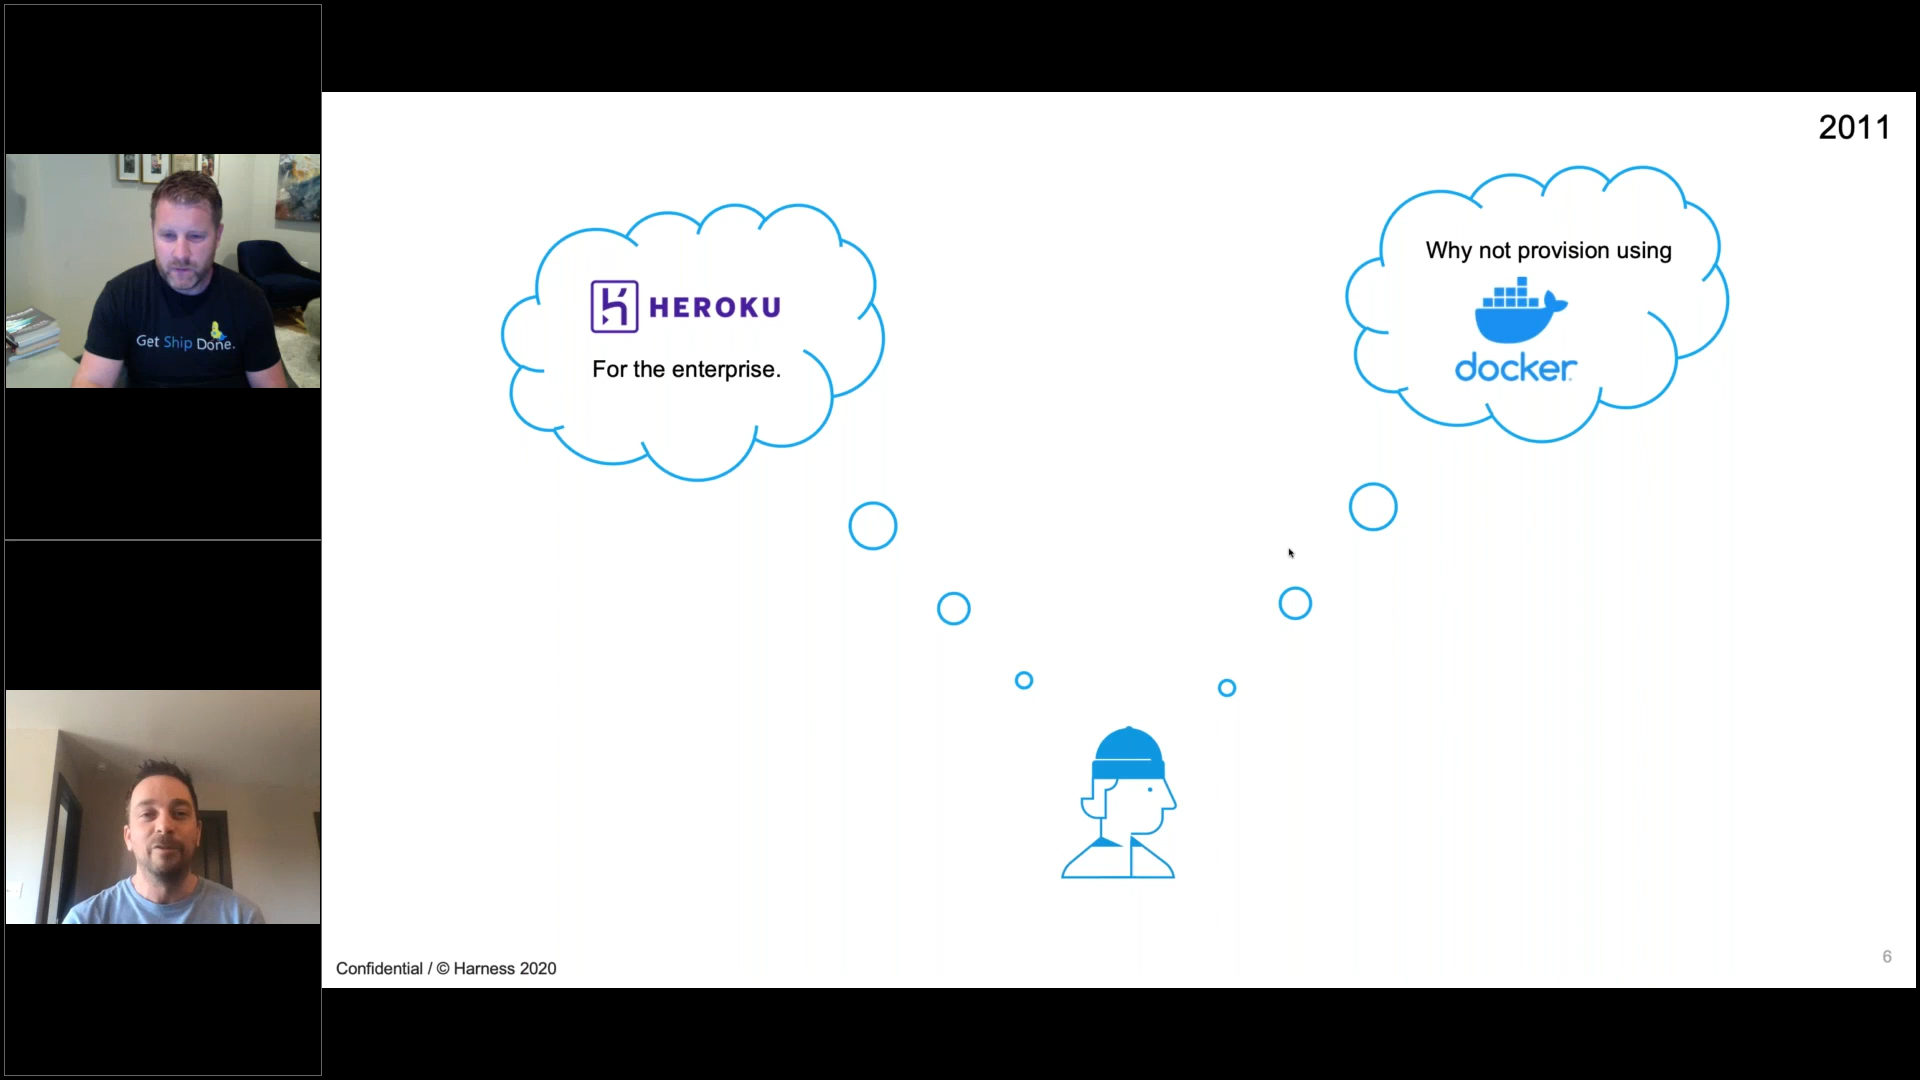 2011
HEROKU
For the enterprise.
Why not provision using
docker
Get Ship Done.
Confidential / © Harness 2020
6